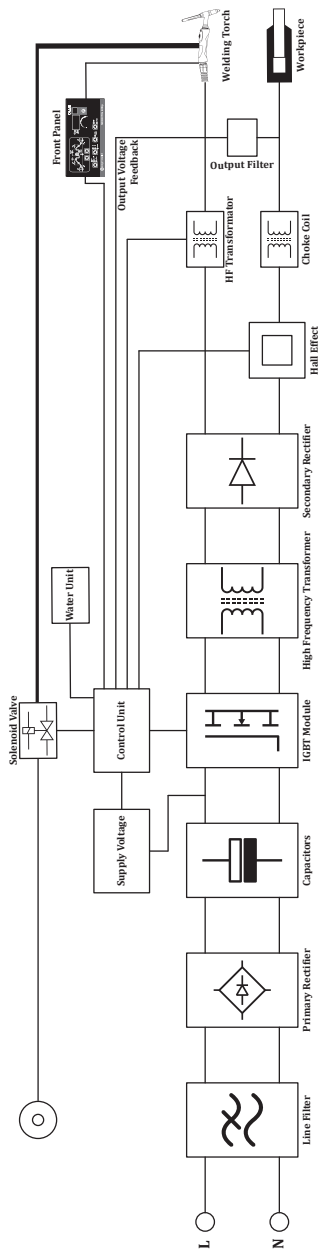 Solenoid Valve
Water Unit
Front Panel
Output Voltage
Feedback
Welding Torch
Supply Voltage
Control Unit
HF Transformator
Output Filter
Workpiece
L
N
Line Filter
Primary Rectifier
Capacitors
IGBT Module
High Frequency Transformer
Secondary Rectifier
Hall Effect
Choke Coil